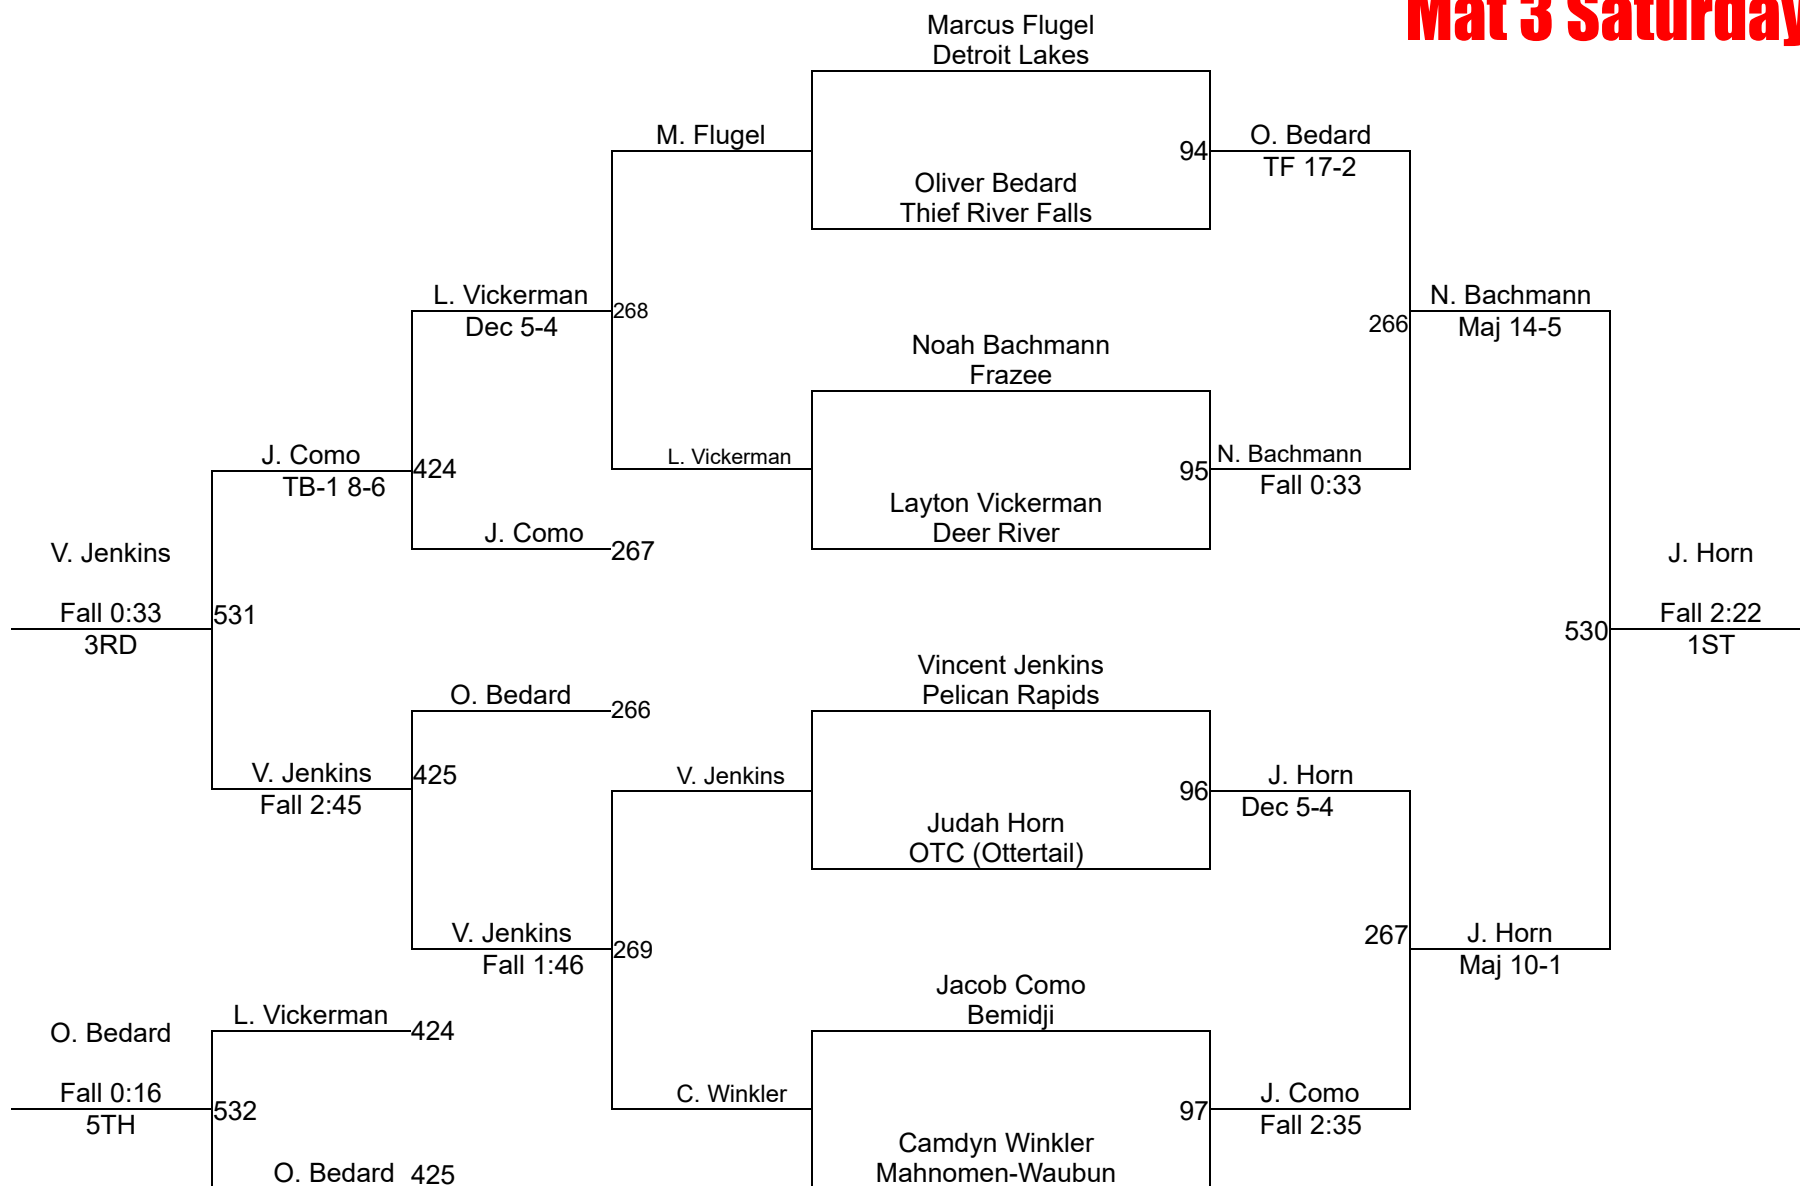 Mat 3 Saturday
Marcus Flugel
Detroit Lakes
M. Flugel
94
O. Bedard
TF 17-2
Oliver Bedard
Thief River Falls
L. Vickerman
Dec 5-4
268
N. Bachmann
266
Maj 14-5
Noah Bachmann
Frazee
J. Como
TB-1 8-6
424
L. Vickerman
95
N. Bachmann
Fall 0:33
Layton Vickerman
Deer River
J. Como
267
V. Jenkins
Fall 0:33
3RD
531
J. Horn
530
Fall 2:22
1ST
Vincent Jenkins
Pelican Rapids
O. Bedard
266
V. Jenkins
Fall 2:45
425
V. Jenkins
96
J. Horn
Dec 5-4
Judah Horn
OTC (Ottertail)
V. Jenkins
Fall 1:46
269
267
J. Horn
Maj 10-1
Jacob Como
Bemidji
L. Vickerman
424
O. Bedard
Fall 0:16
5TH
532
C. Winkler
97
J. Como
Fall 2:35
Camdyn Winkler
Mahnomen-Waubun
O. Bedard
425